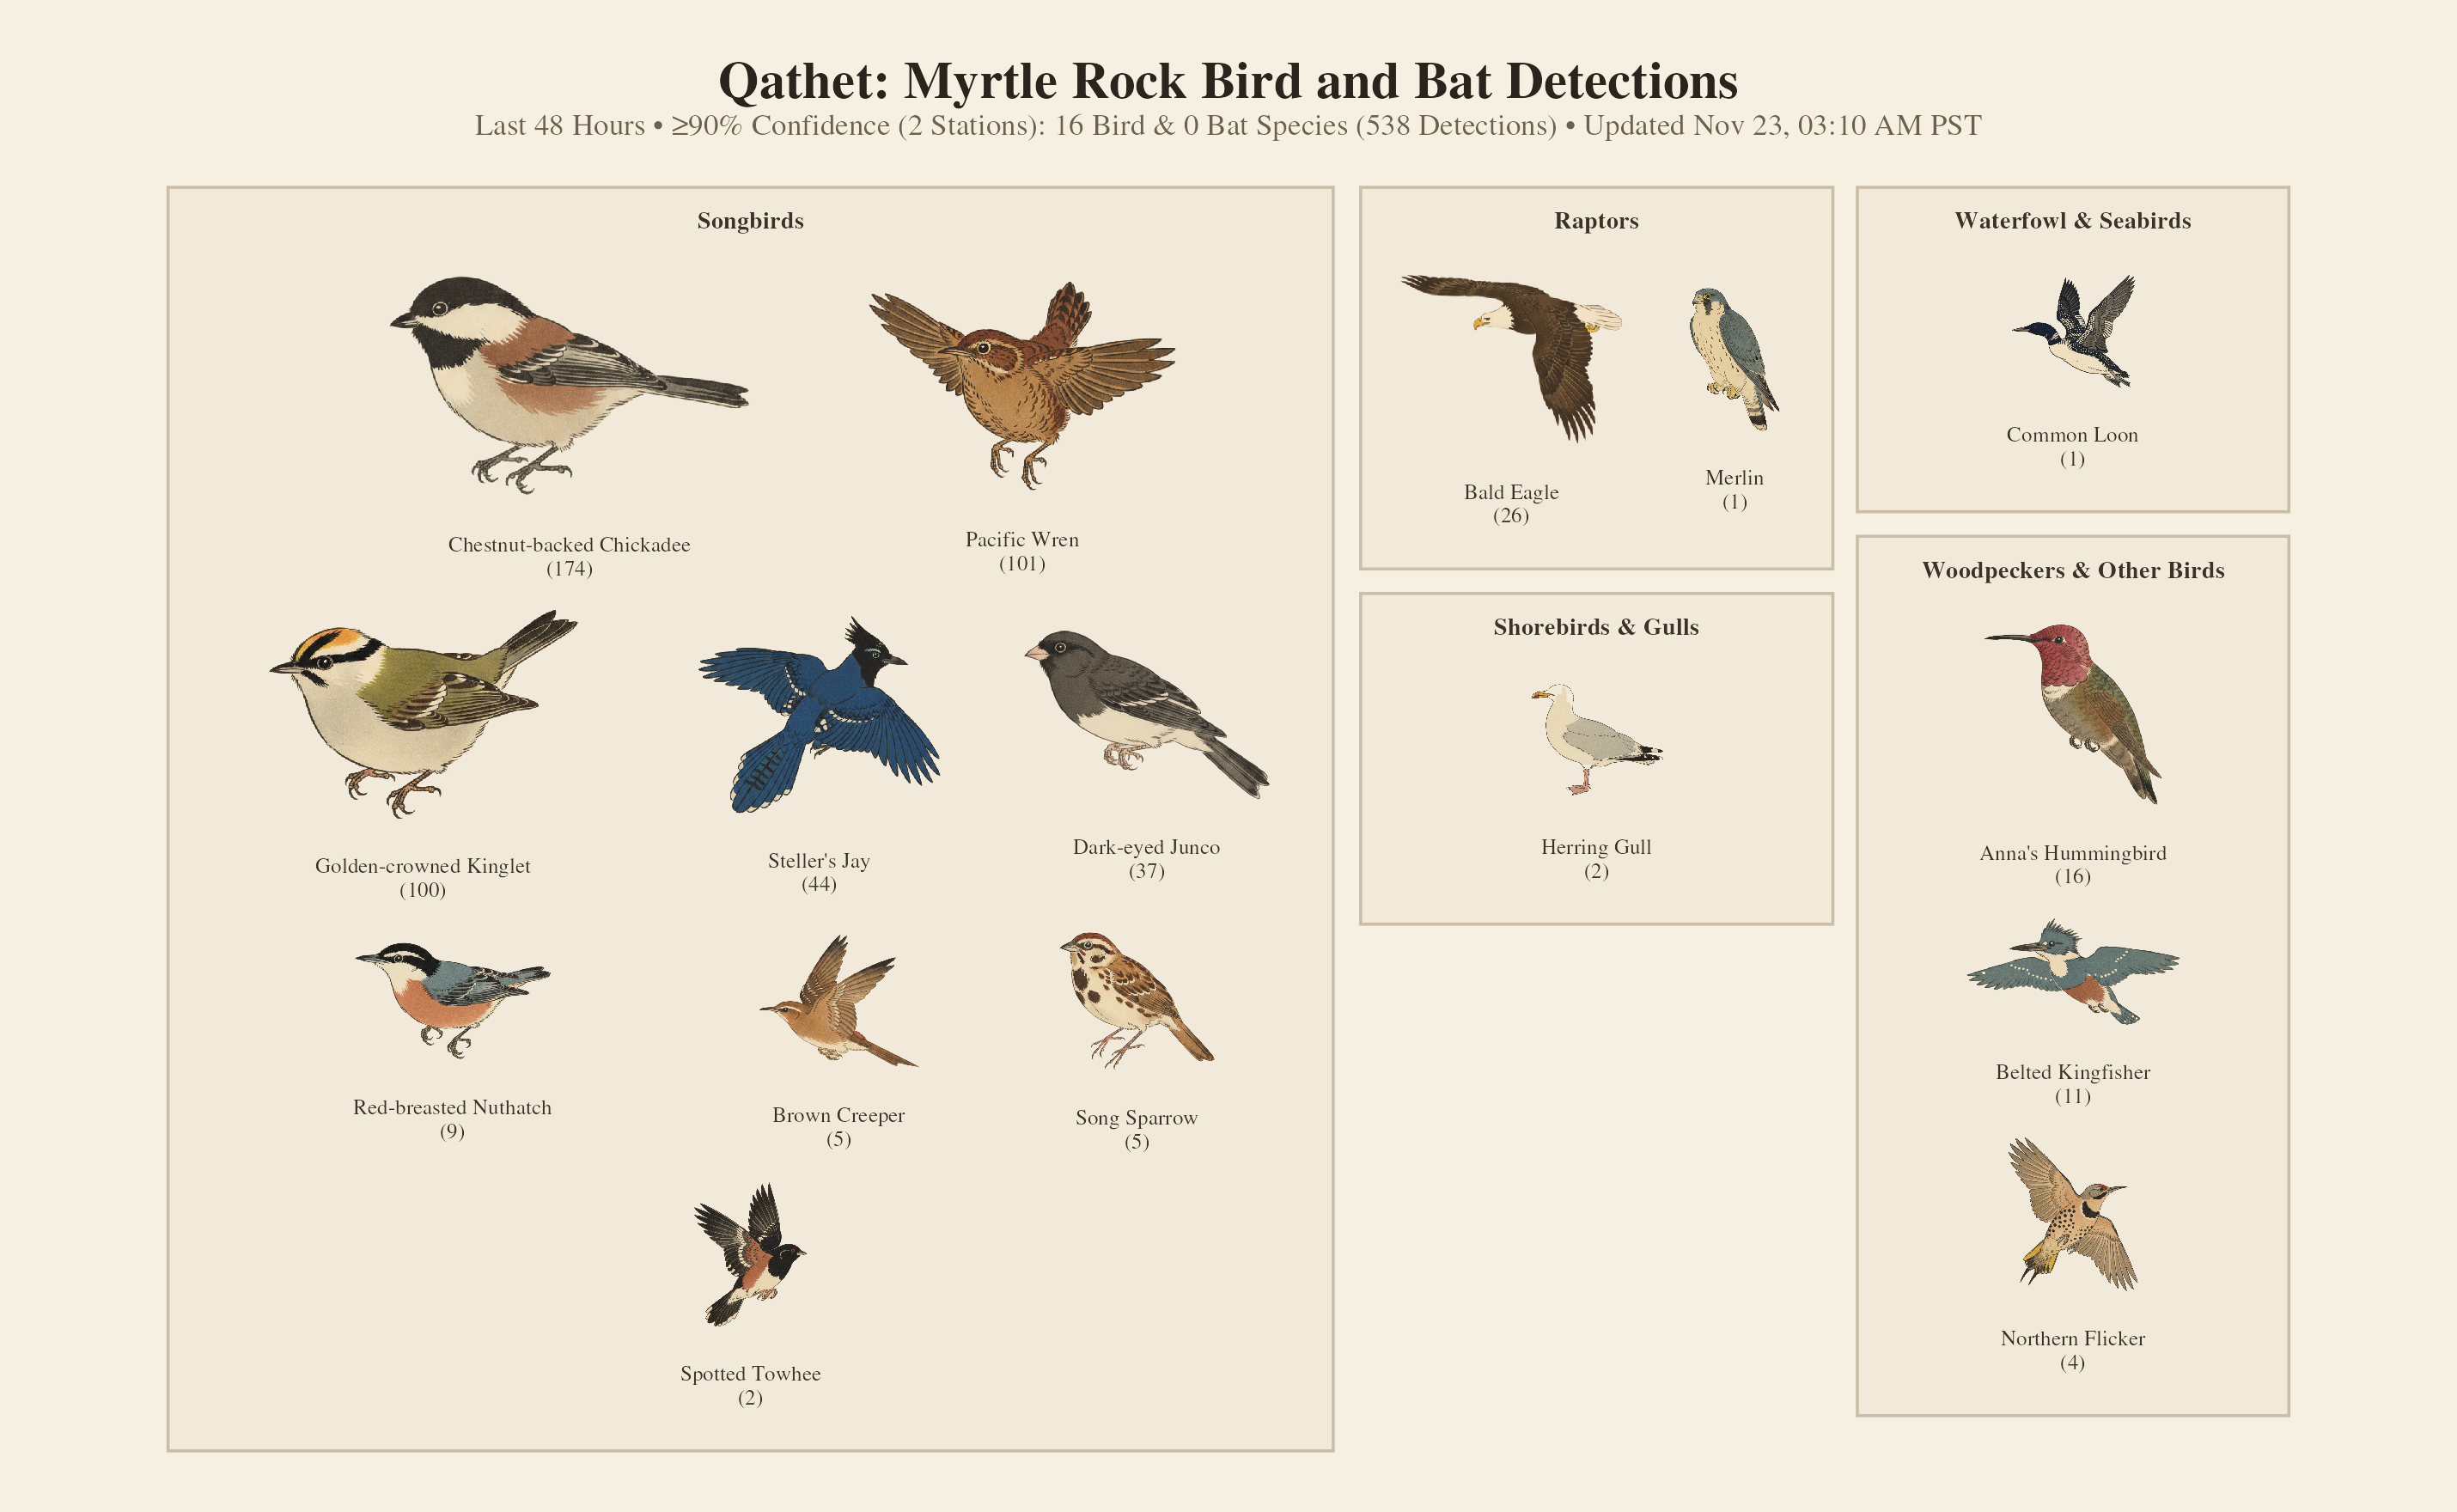 Qathet: Myrtle Rock Bird and Bat Detections
Last 48 Hours • ≥90% Confidence (2 Stations): 16 Bird & 0 Bat Species (538 Detections) • Updated Nov 23, 03:10 AM PST
Songbirds
Chestnut-backed Chickadee
(174)
Pacific Wren
(101)
Golden-crowned Kinglet
(100)
Steller's Jay
(44)
Dark-eyed Junco
(37)
Red-breasted Nuthatch
(9)
Brown Creeper
(5)
Song Sparrow
(5)
Spotted Towhee
(2)
Raptors
Bald Eagle
(26)
Merlin
(1)
Shorebirds & Gulls
Herring Gull
(2)
Waterfowl & Seabirds
Common Loon
(1)
Woodpeckers & Other Birds
Anna's Hummingbird
(16)
Belted Kingfisher
(11)
Northern Flicker
(4)